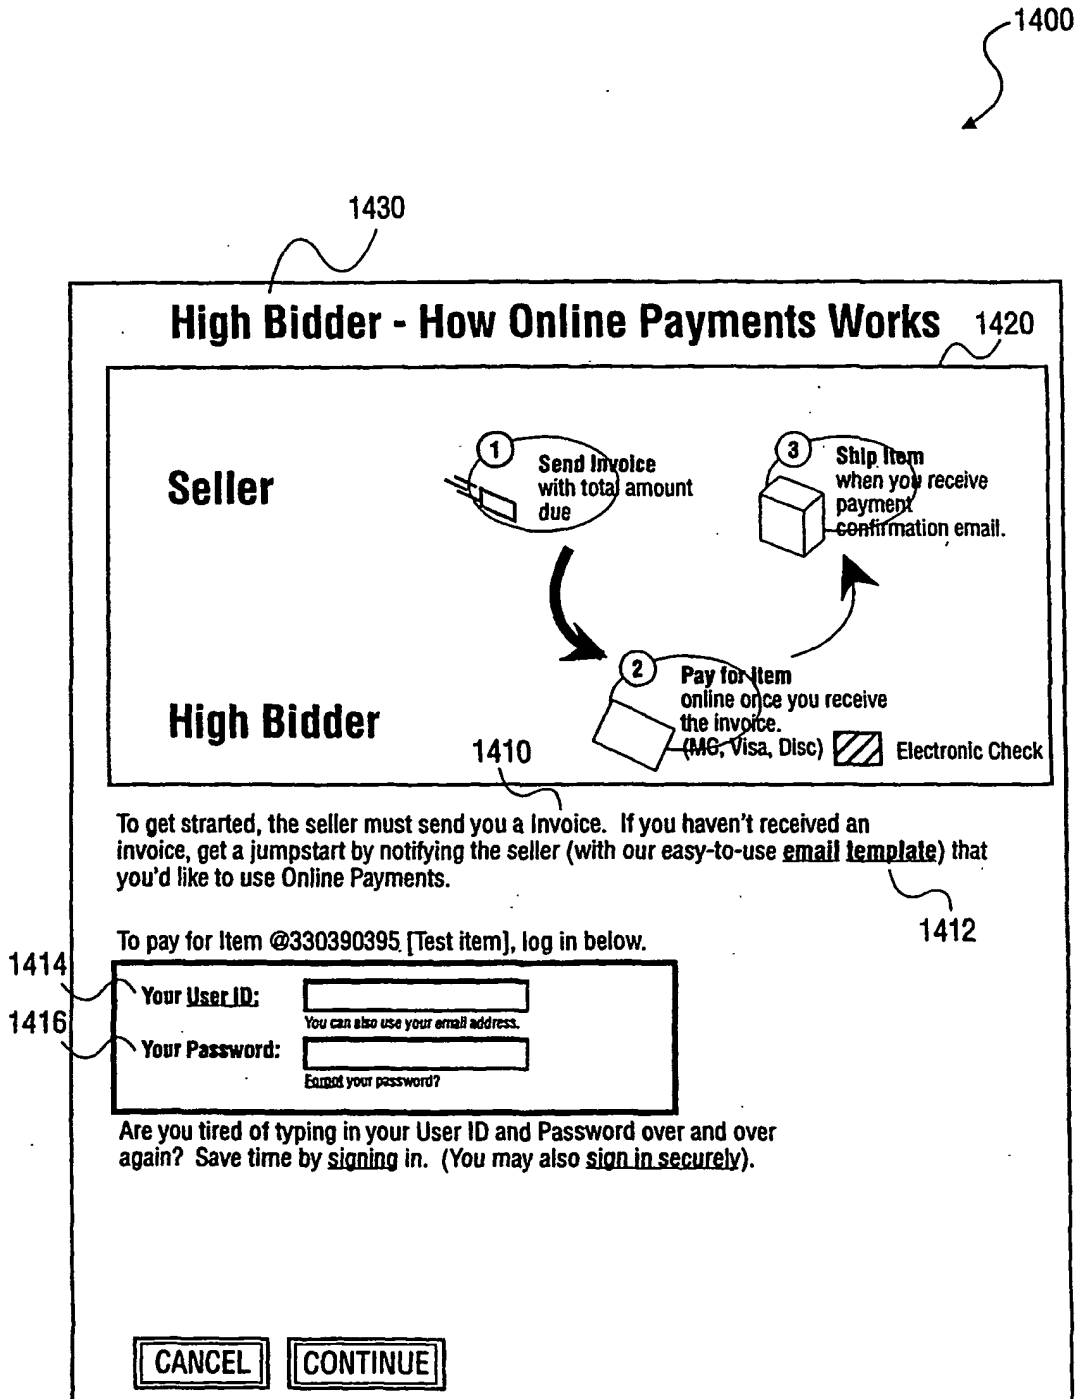 1400
1430
High Bidder - How Online Payments Works
1420
Seller
1
Send Invoice
with total amount
due
3
Ship Item
when you receive
payment
confirmation email.
High Bidder
2
Pay for Item
online once you receive
the invoice.
(MC, Visa, Disc)
Electronic Check
1410
To get strarted, the seller must send you a Invoice. If you haven't received an
invoice, get a jumpstart by notifying the seller (with our easy-to-use email template) that
you'd like to use Online Payments.
1412
To pay for Item @330390395 [Test item], log in below.
1414
Your User ID:
You can also use your email address.
1416
Your Password:
Forgot your password?
Are you tired of typing in your User ID and Password over and over
again? Save time by signing in. (You may also sign in securely).
CANCEL
CONTINUE